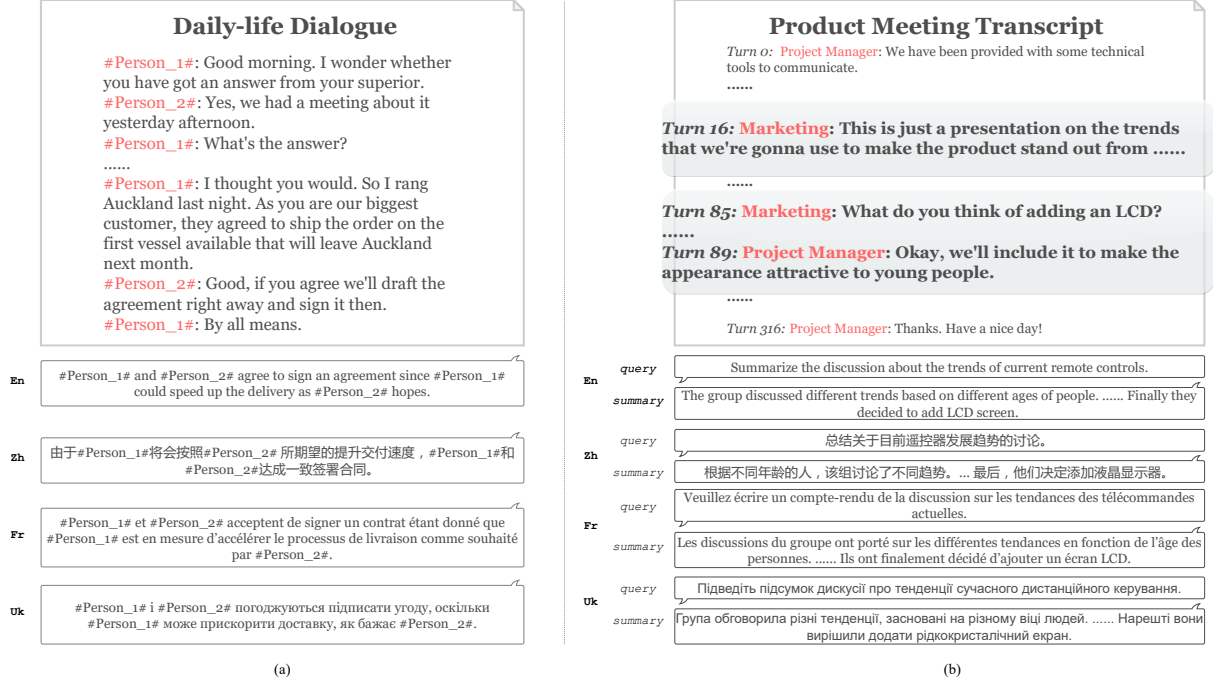 Daily-life Dialogue
#Person_1#: Good morning. I wonder whether
you have got an answer from your superior.
#Person_2#: Yes, we had a meeting about it
yesterday afternoon.
#Person_1#: What's the answer?
......
#Person_1#: I thought you would. So I rang
Auckland last night. As you are our biggest
customer, they agreed to ship the order on the
first vessel available that will leave Auckland
next month.
#Person_2#: Good, if you agree we'll draft the
agreement right away and sign it then.
#Person_1#: By all means.
En
#Person_1# and #Person_2# agree to sign an agreement since #Person_1#
could speed up the delivery as #Person_2# hopes.
Zh
由于#Person_1#将会按照#Person_2# 所期望的提升交付速度，#Person_1#和
#Person_2#达成一致签署合同。
Fr
#Person_1# et #Person_2# acceptent de signer un contrat étant donné que
#Person_1# est en mesure d'accélérer le processus de livraison comme souhaité
par #Person_2#.
Uk
#Person_1# і #Person_2# погоджуються підписати угоду, оскільки
#Person_1# може прискорити доставку, як бажає #Person_2#.
(a)
Product Meeting Transcript
Turn 0: Project Manager: We have been provided with some technical
tools to communicate.
......
Turn 16: Marketing: This is just a presentation on the trends
that we're gonna use to make the product stand out from ......
......
Turn 85: Marketing: What do you think of adding an LCD?
......
Turn 89: Project Manager: Okay, we'll include it to make the
appearance attractive to young people.
......
Turn 316: Project Manager: Thanks. Have a nice day!
En
query
Summarize the discussion about the trends of current remote controls.
summary
The group discussed different trends based on different ages of people. ...... Finally they
decided to add LCD screen.
Zh
query
总结关于目前遥控器发展趋势的讨论。
summary
根据不同年龄的人，该组讨论了不同趋势。... 最后，他们决定添加液晶显示器。
Fr
query
Veuillez écrire un compte-rendu de la discussion sur les tendances des télécommandes
actuelles.
summary
Les discussions du groupe ont porté sur les différentes tendances en fonction de l'âge des
personnes. ...... Ils ont finalement décidé d'ajouter un écran LCD.
Uk
query
Підведіть підсумок дискусії про тенденції сучасного дистанційного керування.
summary
Група обговорила різні тенденції, засновані на різному віці людей. ...... Нарешті вони
вирішили додати рідкокристалічний екран.
(b)